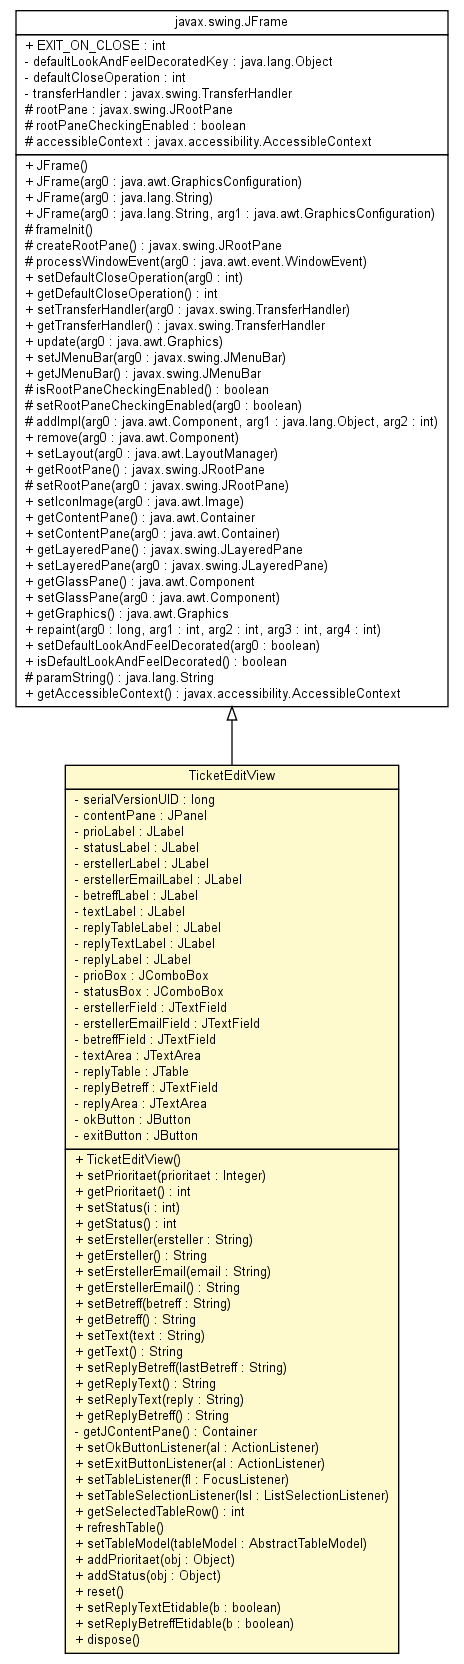 javax.swing.JFrame
+ EXIT_ON_CLOSE : int
- defaultLookAndFeelDecoratedKey : java.lang.Object
- defaultCloseOperation : int
- transferHandler : javax.swing.TransferHandler
# rootPane : javax.swing.JRootPane
# rootPaneCheckingEnabled : boolean
# accessibleContext : javax.accessibility.AccessibleContext
+ JFrame()
+ JFrame(arg0 : java.awt.GraphicsConfiguration)
+ JFrame(arg0 : java.lang.String)
+ JFrame(arg0 : java.lang.String, arg1 : java.awt.GraphicsConfiguration)
# frameInit()
# createRootPane() : javax.swing.JRootPane
# processWindowEvent(arg0 : java.awt.event.WindowEvent)
+ setDefaultCloseOperation(arg0 : int)
+ getDefaultCloseOperation() : int
+ setTransferHandler(arg0 : javax.swing.TransferHandler)
+ getTransferHandler() : javax.swing.TransferHandler
+ update(arg0 : java.awt.Graphics)
+ setJMenuBar(arg0 : javax.swing.JMenuBar)
+ getJMenuBar() : javax.swing.JMenuBar
# isRootPaneCheckingEnabled() : boolean
# setRootPaneCheckingEnabled(arg0 : boolean)
# addImpl(arg0 : java.awt.Component, arg1 : java.lang.Object, arg2 : int)
+ remove(arg0 : java.awt.Component)
+ setLayout(arg0 : java.awt.LayoutManager)
+ getRootPane() : javax.swing.JRootPane
# setRootPane(arg0 : javax.swing.JRootPane)
+ setIconImage(arg0 : java.awt.Image)
+ getContentPane() : java.awt.Container
+ setContentPane(arg0 : java.awt.Container)
+ getLayeredPane() : javax.swing.JLayeredPane
+ setLayeredPane(arg0 : javax.swing.JLayeredPane)
+ getGlassPane() : java.awt.Component
+ setGlassPane(arg0 : java.awt.Component)
+ getGraphics() : java.awt.Graphics
+ repaint(arg0 : long, arg1 : int, arg2 : int, arg3 : int, arg4 : int)
+ setDefaultLookAndFeelDecorated(arg0 : boolean)
+ isDefaultLookAndFeelDecorated() : boolean
# paramString() : java.lang.String
+ getAccessibleContext() : javax.accessibility.AccessibleContext
TicketEditView
- serialVersionUID : long
- contentPane : JPanel
- prioLabel : JLabel
- statusLabel : JLabel
- erstellerLabel : JLabel
- erstellerEmailLabel : JLabel
- betreffLabel : JLabel
- textLabel : JLabel
- replyTableLabel : JLabel
- replyTextLabel : JLabel
- replyLabel : JLabel
- prioBox : JComboBox
- statusBox : JComboBox
- erstellerField : JTextField
- erstellerEmailField : JTextField
- betreffField : JTextField
- textArea : JTextArea
- replyTable : JTable
- replyBetreff : JTextField
- replyArea : JTextArea
- okButton : JButton
- exitButton : JButton
+ TicketEditView()
+ setPrioritaet(prioritaet : Integer)
+ getPrioritaet() : int
+ setStatus(i : int)
+ getStatus() : int
+ setErsteller(ersteller : String)
+ getErsteller() : String
+ setErstellerEmail(email : String)
+ getErstellerEmail() : String
+ setBetreff(betreff : String)
+ getBetreff() : String
+ setText(text : String)
+ getText() : String
+ setReplyBetreff(lastBetreff : String)
+ getReplyText() : String
+ setReplyText(reply : String)
+ getReplyBetreff() : String
- getJContentPane() : Container
+ setOkButtonListener(al : ActionListener)
+ setExitButtonListener(al : ActionListener)
+ setTableListener(fl : FocusListener)
+ setTableSelectionListener(lsl : ListSelectionListener)
+ getSelectedTableRow() : int
+ refreshTable()
+ setTableModel(tableModel : AbstractTableModel)
+ addPrioritaet(obj : Object)
+ addStatus(obj : Object)
+ reset()
+ setReplyTextEtidable(b : boolean)
+ setReplyBetreffEtidable(b : boolean)
+ dispose()